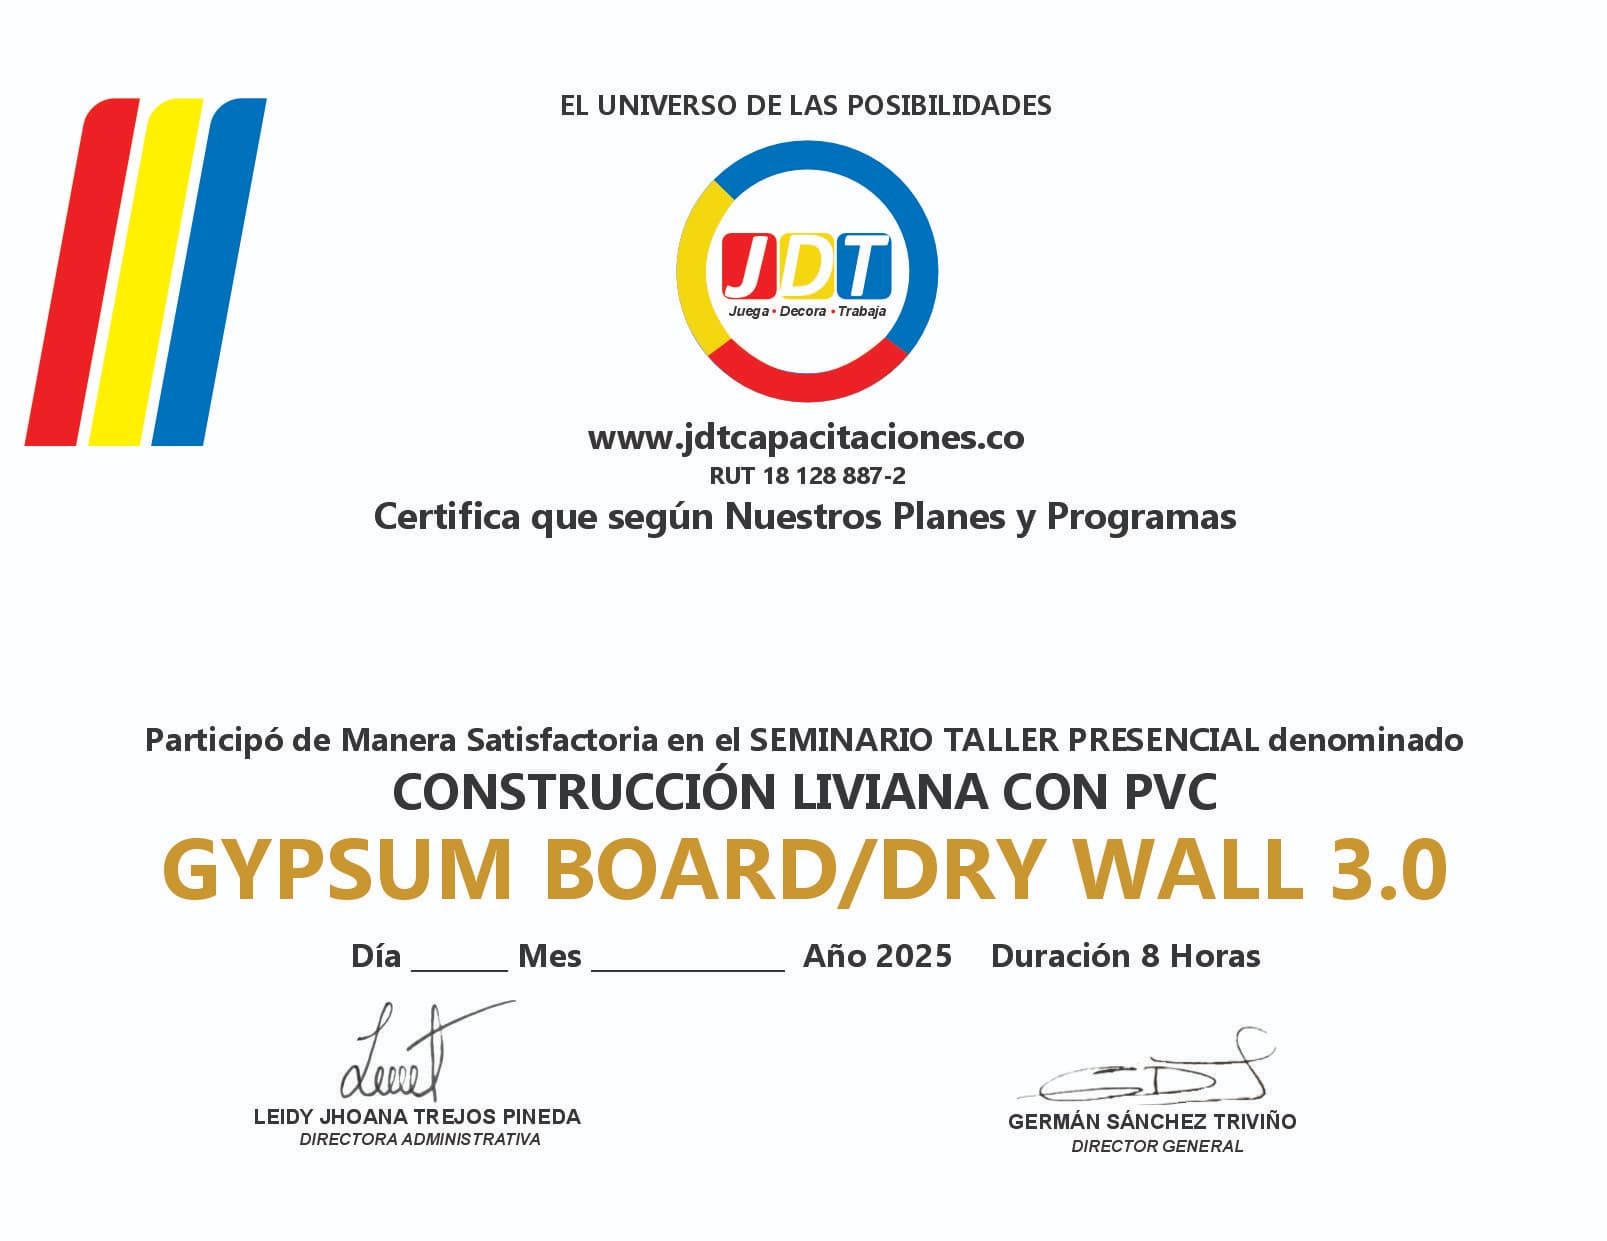 EL UNIVERSO DE LAS POSIBILIDADES
JDT
Juega • Decora • Trabaja
www.jdtcapacitaciones.co
RUT 18 128 887-2
Certifica que según Nuestros Planes y Programas
Participó de Manera Satisfactoria en el SEMINARIO TALLER PRESENCIAL denominado
CONSTRUCCIÓN LIVIANA CON PVC
GYPSUM BOARD/DRY WALL 3.0
Día ______ Mes ____________ Año 2025 Duración 8 Horas
LEIDY JHOANA TREJOS PINEDA
DIRECTORA ADMINISTRATIVA
GERMÁN SÁNCHEZ TRIVIÑO
DIRECTOR GENERAL